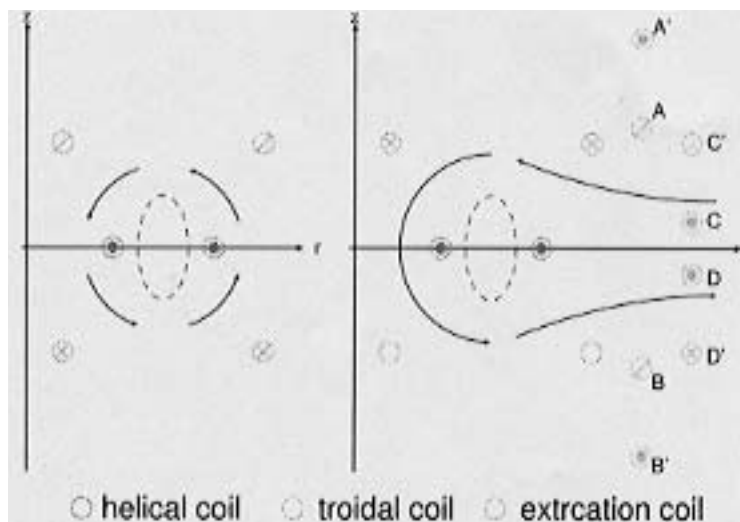 z
z
A'
A
C'
r
C
D
D'
B
B'
helical coil troidal coil extrcation coil